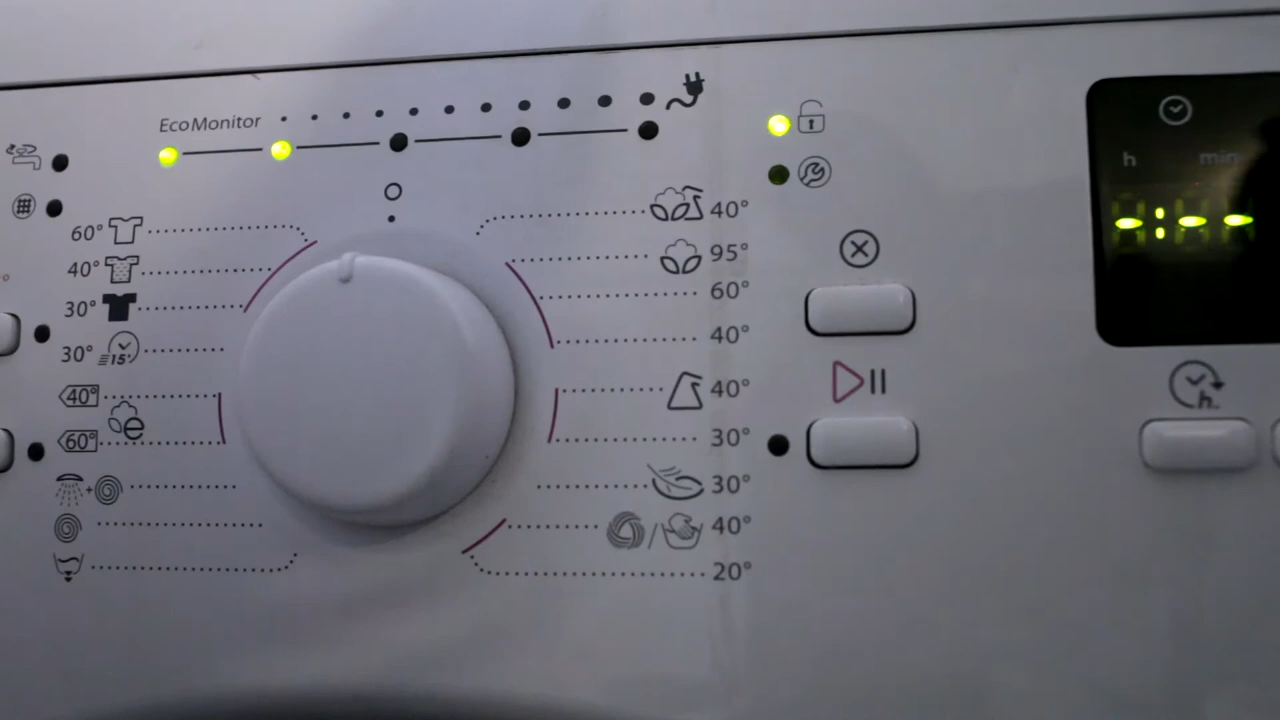 EcoMonitor
h min
60° 40°
40° 95°
30° 60°
30° 15' 40°
40° 40°
e
60° 30°
30°
40°
20°
h.
- : - -